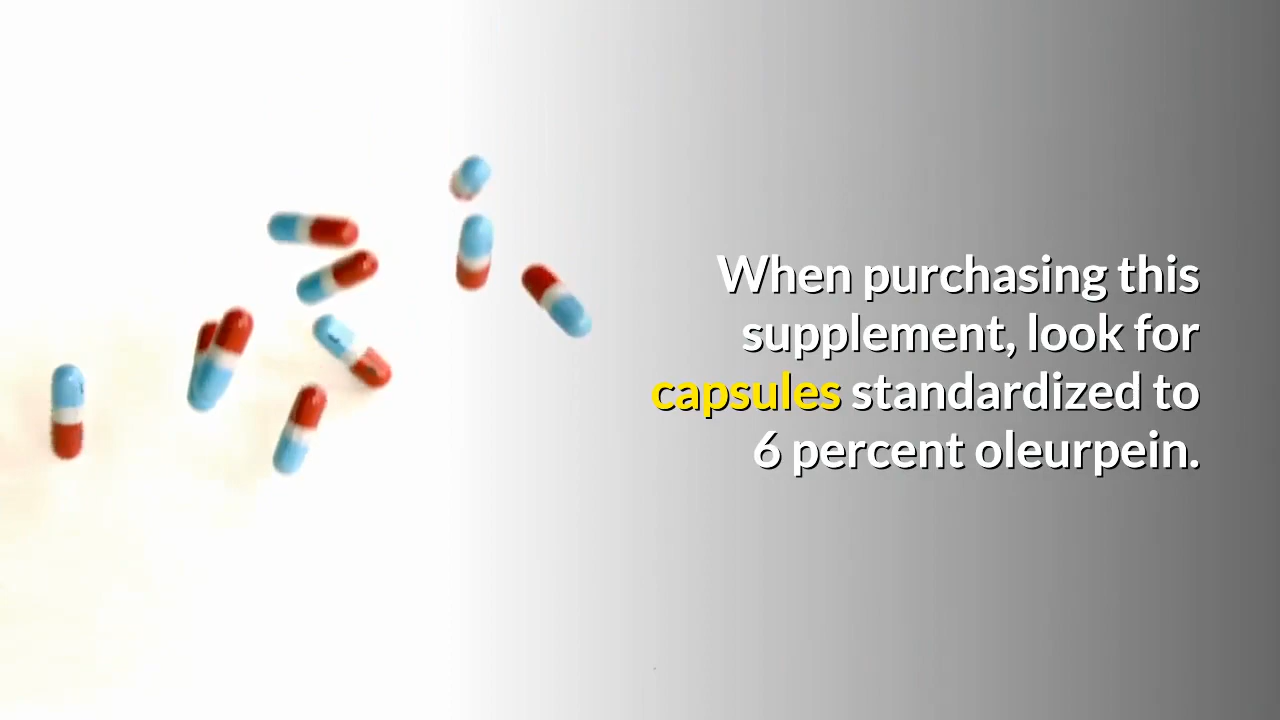 When purchasing this
supplement, look for
capsules standardized to
6 percent oleurpein.